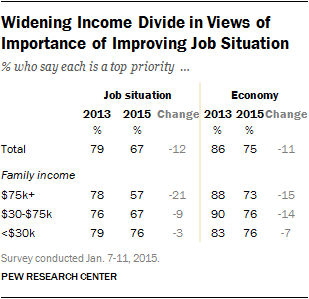 Widening Income Divide in Views of
Importance of Improving Job Situation
% who say each is a top priority ...
Job situation Economy
2013 2015 Change 2013 2015 Change
% % % %
Total 79 67 -12 86 75 -11
Family income
$75k+ 78 57 -21 88 73 -15
$30-$75k 76 67 -9 90 76 -14
<$30k 79 76 -3 83 76 -7
Survey conducted Jan. 7-11, 2015.
PEW RESEARCH CENTER